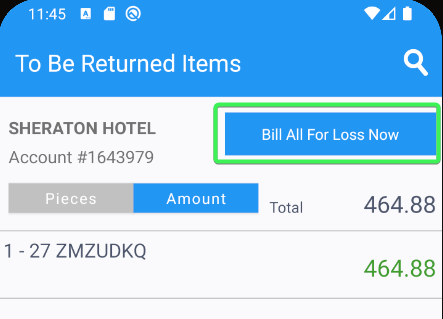 11:45
To Be Returned Items
SHERATON HOTEL
Bill All For Loss Now
Account #1643979
Pieces Amount Total 464.88
1 - 27 ZMZUDKQ
464.88